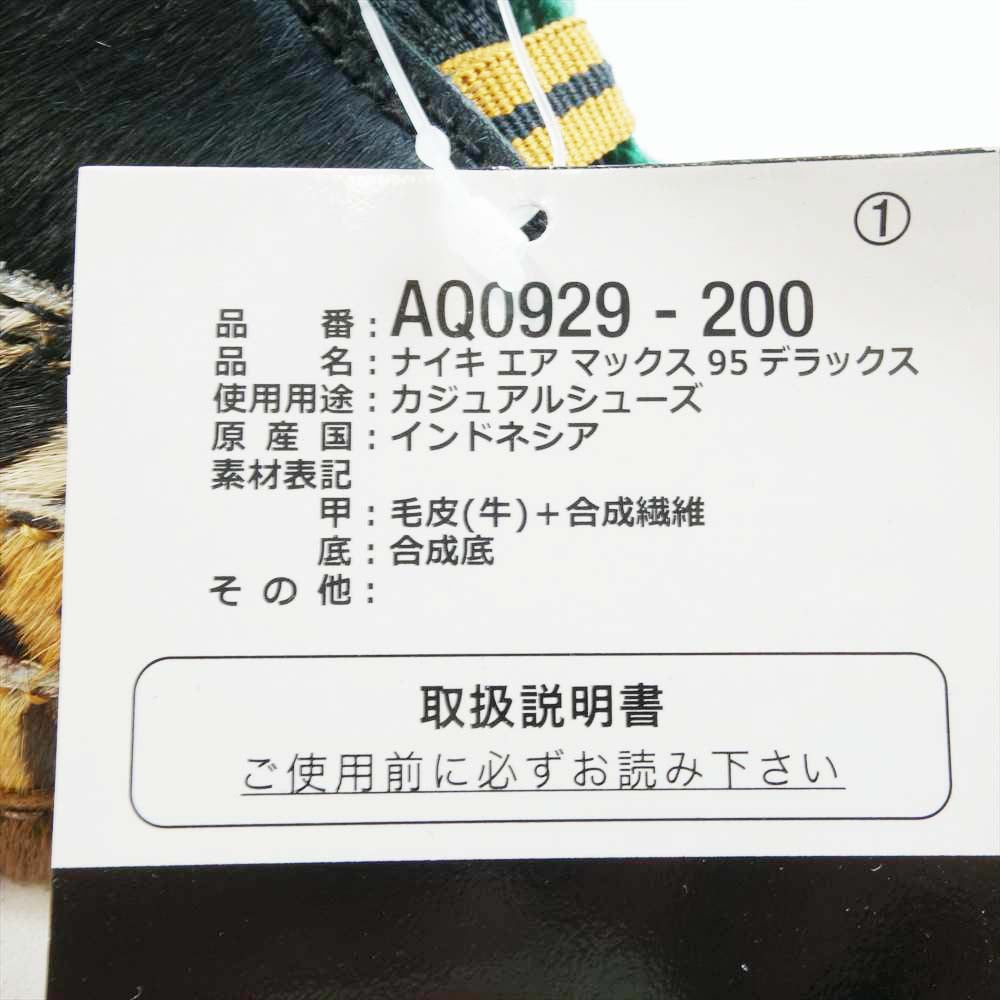 ①
品番:AQ0929 - 200
品名:ナイキ エア マックス 95 デラックス
使用用途:カジュアルシューズ
原産国:インドネシア
素材表記
甲:毛皮(牛)+合成繊維
底:合成底
その他:
取扱説明書
ご使用前に必ずお読み下さい